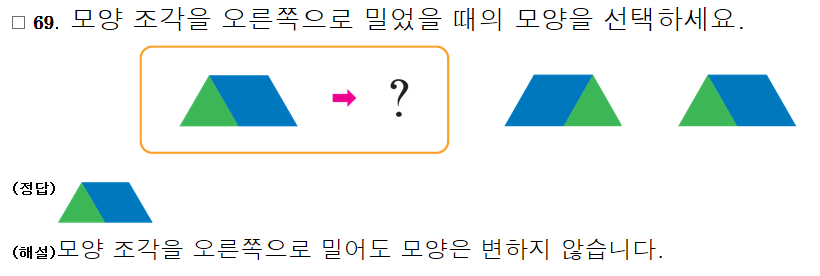 □ 69. 모양 조각을 오른쪽으로 밀었을 때의 모양을 선택하세요.
?
(정답)
(해설)모양 조각을 오른쪽으로 밀어도 모양은 변하지 않습니다.